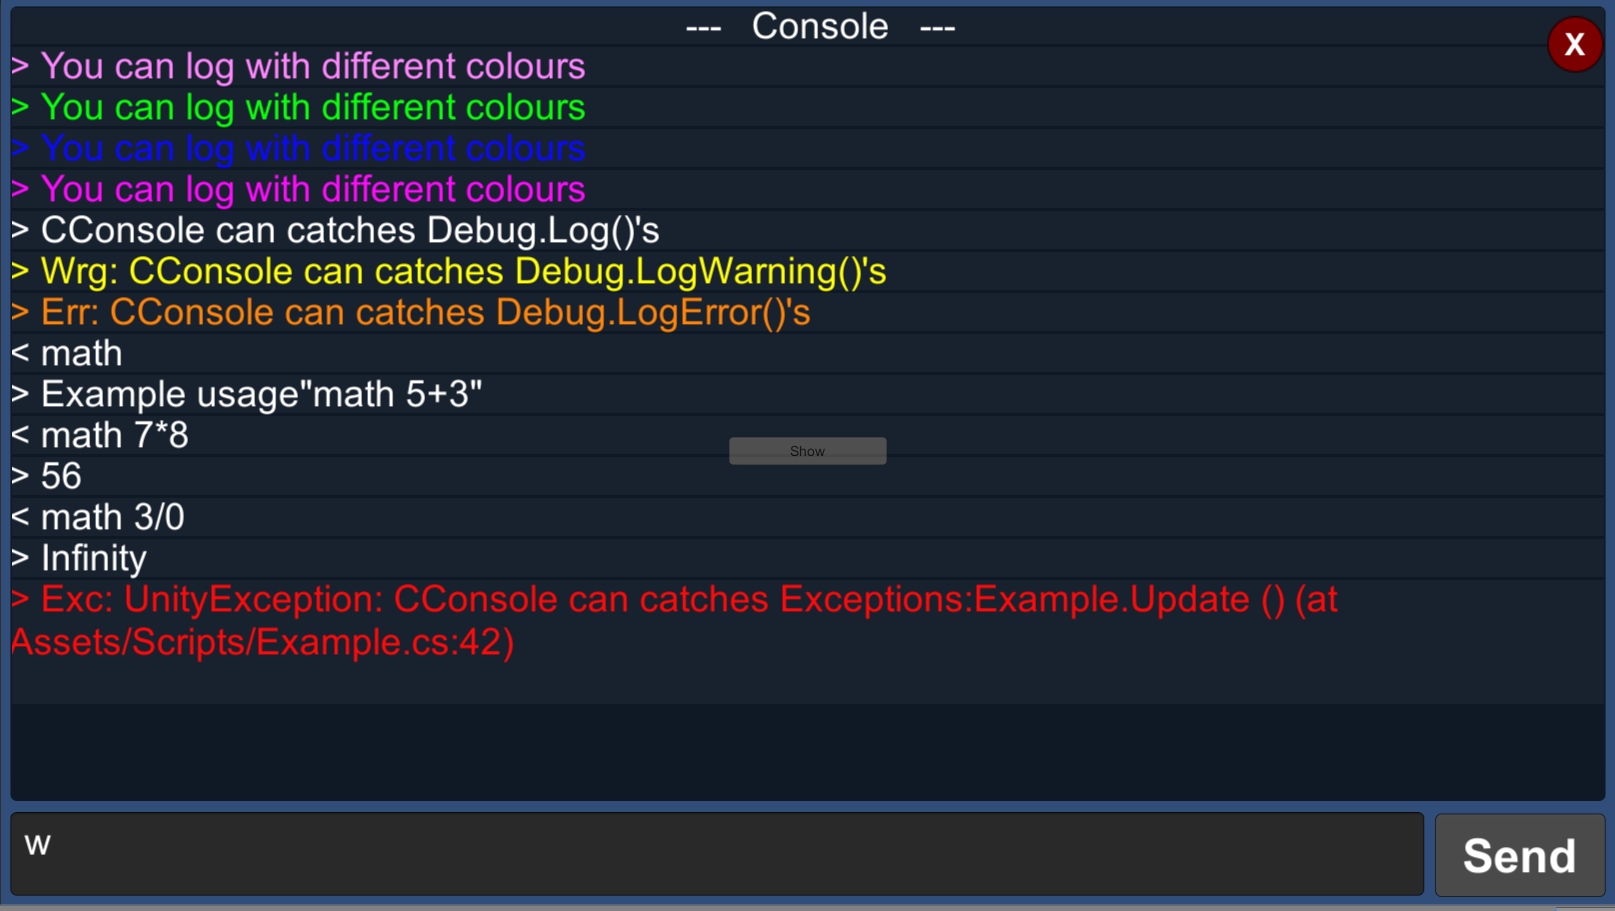 --- Console ---
X
> You can log with different colours
> You can log with different colours
> You can log with different colours
> You can log with different colours
> CConsole can catches Debug.Log()'s
> Wrg: CConsole can catches Debug.LogWarning()'s
> Err: CConsole can catches Debug.LogError()'s
< math
> Example usage"math 5+3"
< math 7*8
Show
> 56
< math 3/0
> Infinity
> Exc: UnityException: CConsole can catches Exceptions:Example.Update () (at
Assets/Scripts/Example.cs:42)
w
Send